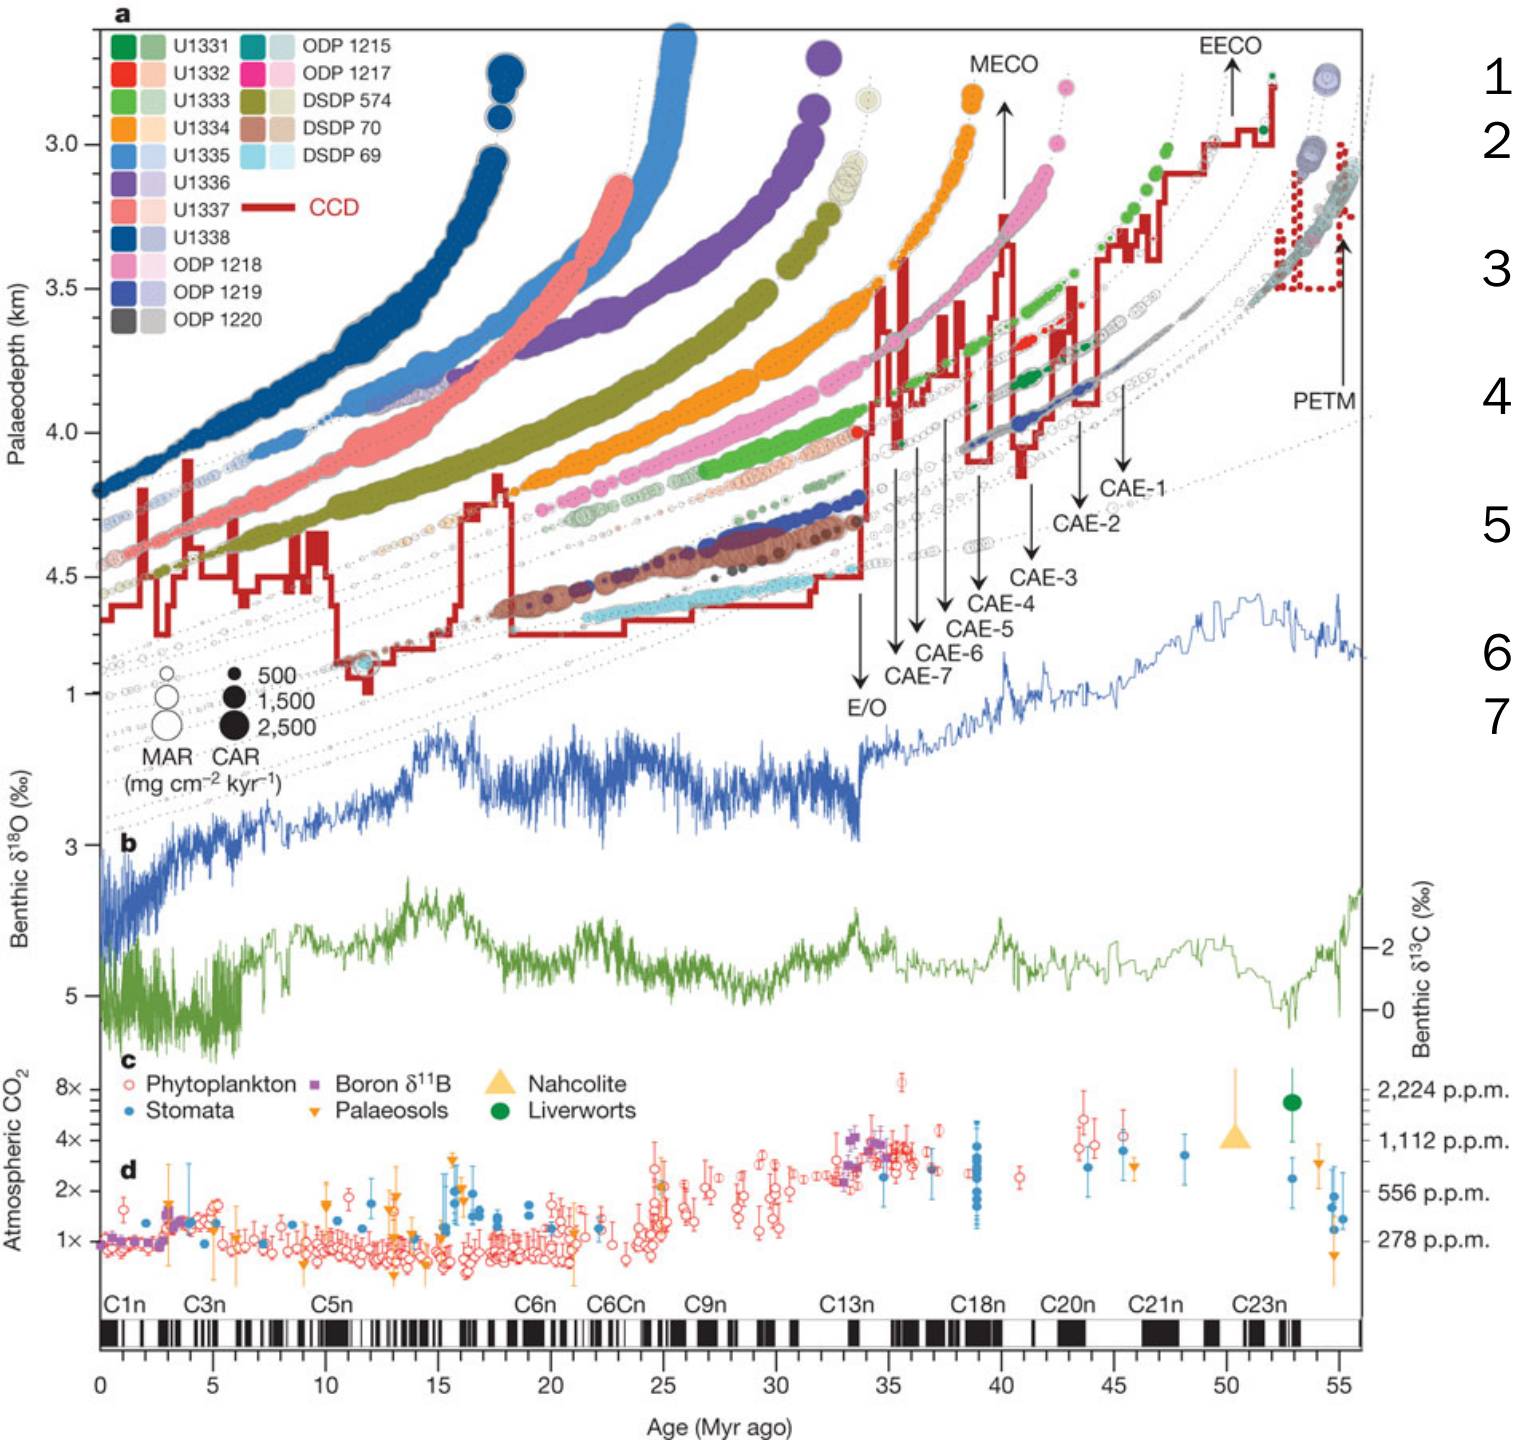 a
U1331 ODP 1215
U1332 ODP 1217
U1333 DSDP 574
U1334 DSDP 70
U1335 DSDP 69
U1336
U1337 CCD
U1338
ODP 1218
ODP 1219
ODP 1220
MECO
EECO
PETM
CAE-1
CAE-2
CAE-3
CAE-4
CAE-5
CAE-6
CAE-7
E/O
Palaeodepth (km)
3.0
3.5
4.0
4.5
500
1,500
2,500
MAR CAR
(mg cm⁻² kyr⁻¹)
1
2
3
4
5
6
7
b
Benthic δ¹⁸O (‰)
1
3
5
Benthic δ¹³C (‰)
2
0
c
Phytoplankton Boron δ¹¹B Nahcolite
Stomata Palaeosols Liverworts
d
Atmospheric CO₂
8×
4×
2×
1×
2,224 p.p.m.
1,112 p.p.m.
556 p.p.m.
278 p.p.m.
C1n C3n C5n C6n C6Cn C9n C13n C18n C20n C21n C23n
0 5 10 15 20 25 30 35 40 45 50 55
Age (Myr ago)